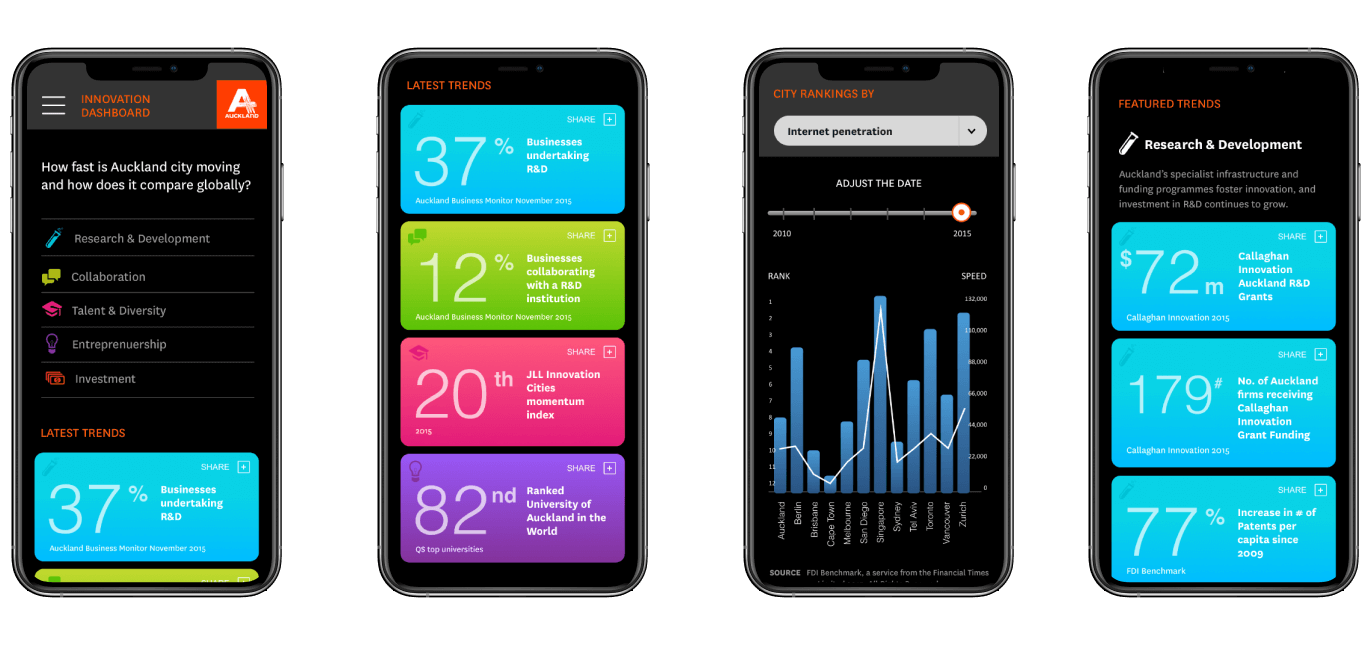 INNOVATION
DASHBOARD
AUCKLAND
How fast is Auckland city moving
and how does it compare globally?
Research & Development
Collaboration
Talent & Diversity
Entreprenuership
Investment
LATEST TRENDS
SHARE +
37 %
Businesses
undertaking
R&D
Auckland Business Monitor November 2015
LATEST TRENDS
SHARE +
37 %
Businesses
undertaking
R&D
Auckland Business Monitor November 2015
SHARE +
12 %
Businesses
collaborating
with a R&D
institution
Auckland Business Monitor November 2015
SHARE +
20 th
JLL Innovation
Cities
momentum
index
2015
SHARE +
82 nd
Ranked
University of
Auckland in the
World
QS top universities
CITY RANKINGS BY
Internet penetration
ADJUST THE DATE
2010 2015
RANK SPEED
1 132,000
2 110,000
3
4 88,000
5
6 66,000
7
8 44,000
9
10 22,000
11
12 0
Auckland
Berlin
Brisbane
Cape Town
Melbourne
San Diego
Singapore
Sydney
Tel Aviv
Toronto
Vancouver
Zurich
SOURCE FDI Benchmark, a service from the Financial Times
FEATURED TRENDS
Research & Development
Auckland's specialist infrastructure and
funding programmes foster innovation, and
investment in R&D continues to grow.
SHARE +
$72 m
Callaghan
Innovation
Auckland R&D
Grants
Callaghan Innovation 2015
SHARE +
179 #
No. of Auckland
firms receiving
Callaghan
Innovation
Grant Funding
Callaghan Innovation 2015
SHARE +
77 %
Increase in # of
Patents per
capita since
2009
FDI Benchmark